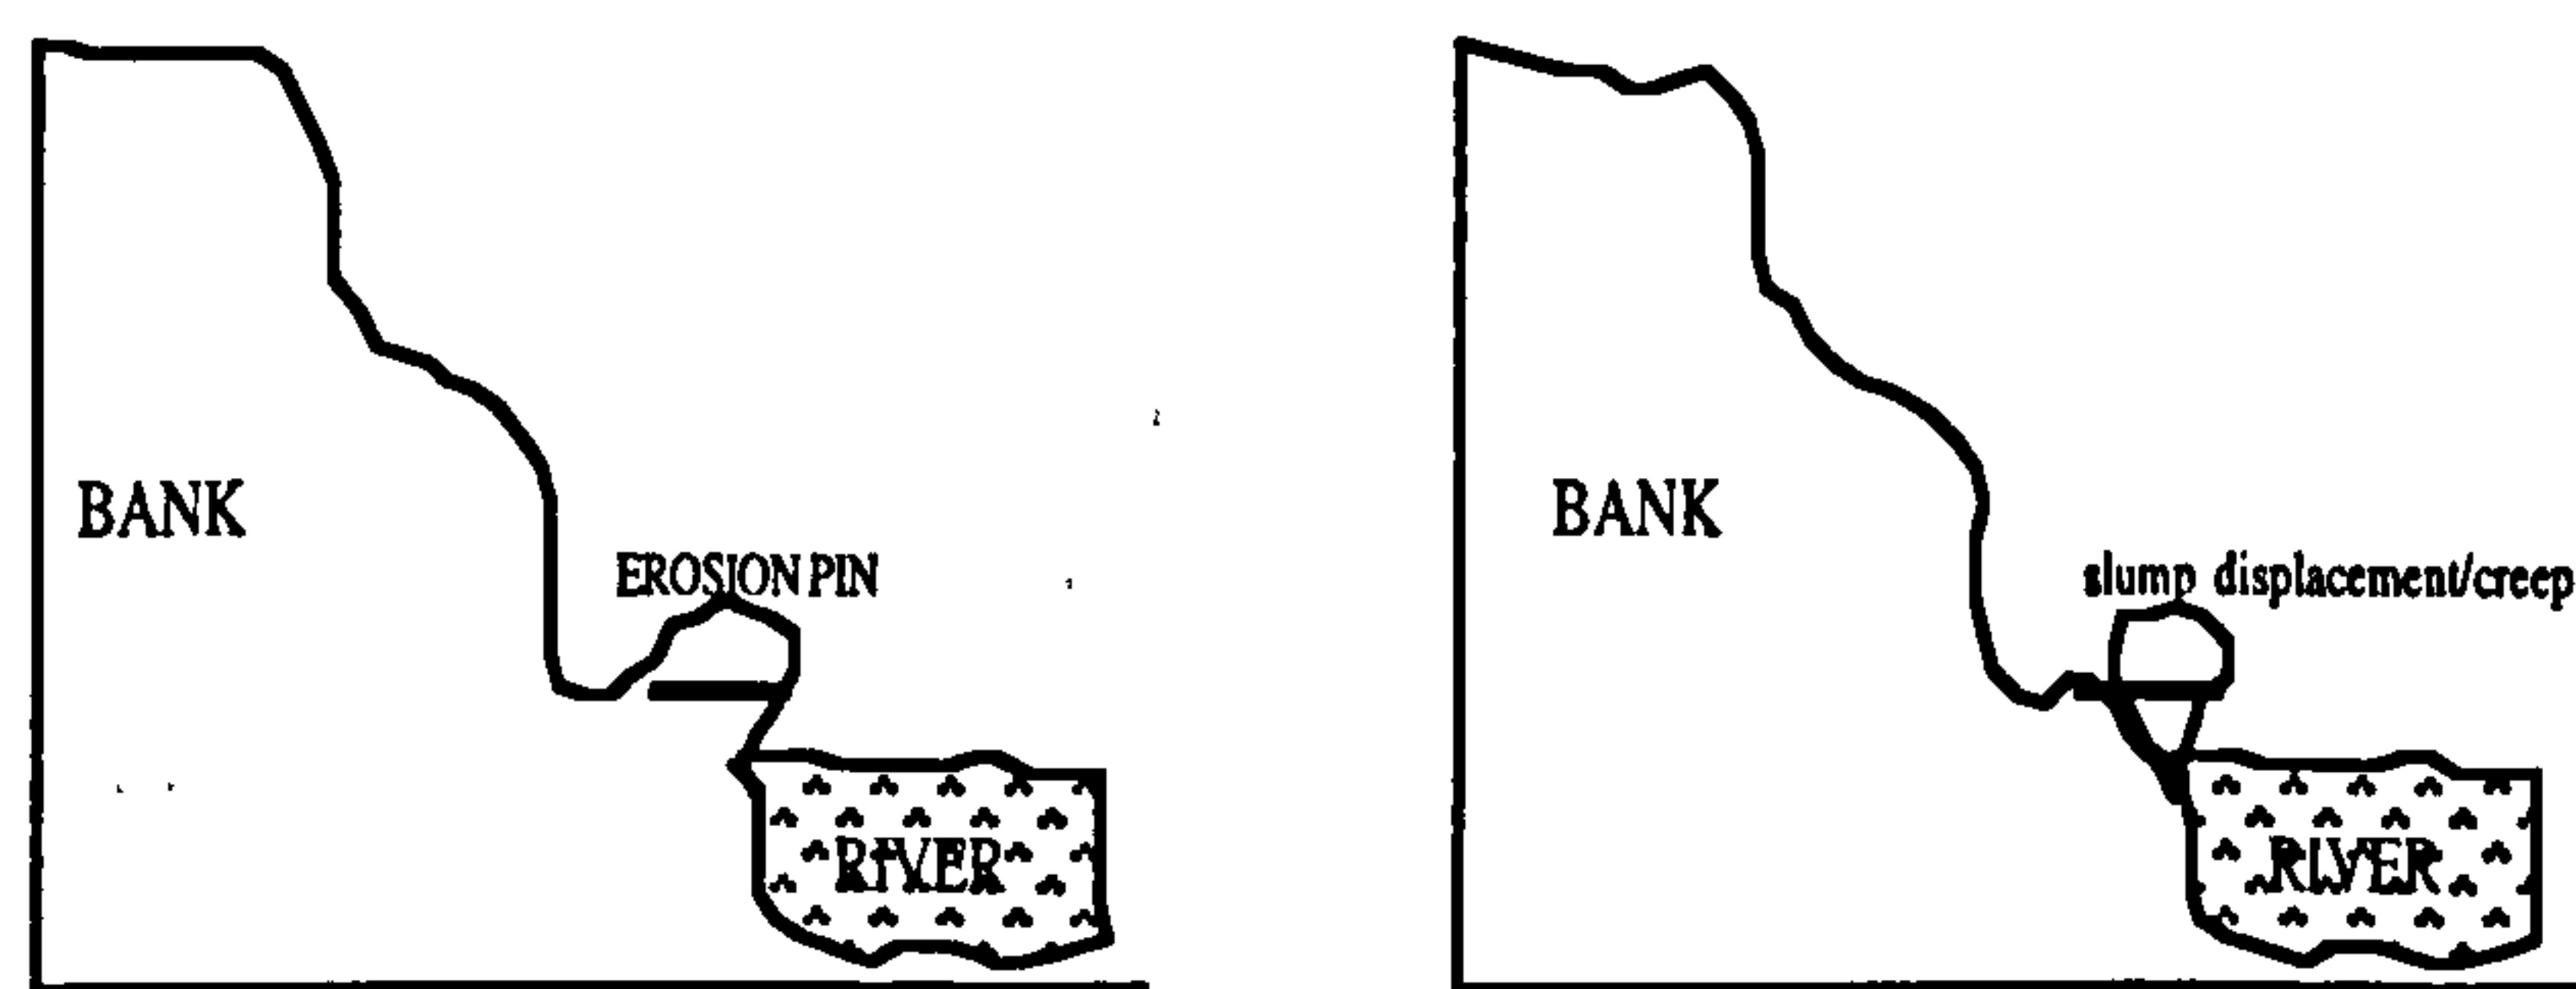 BANK
EROSION PIN
RIVER
BANK
slump displacement/creep
RIVER